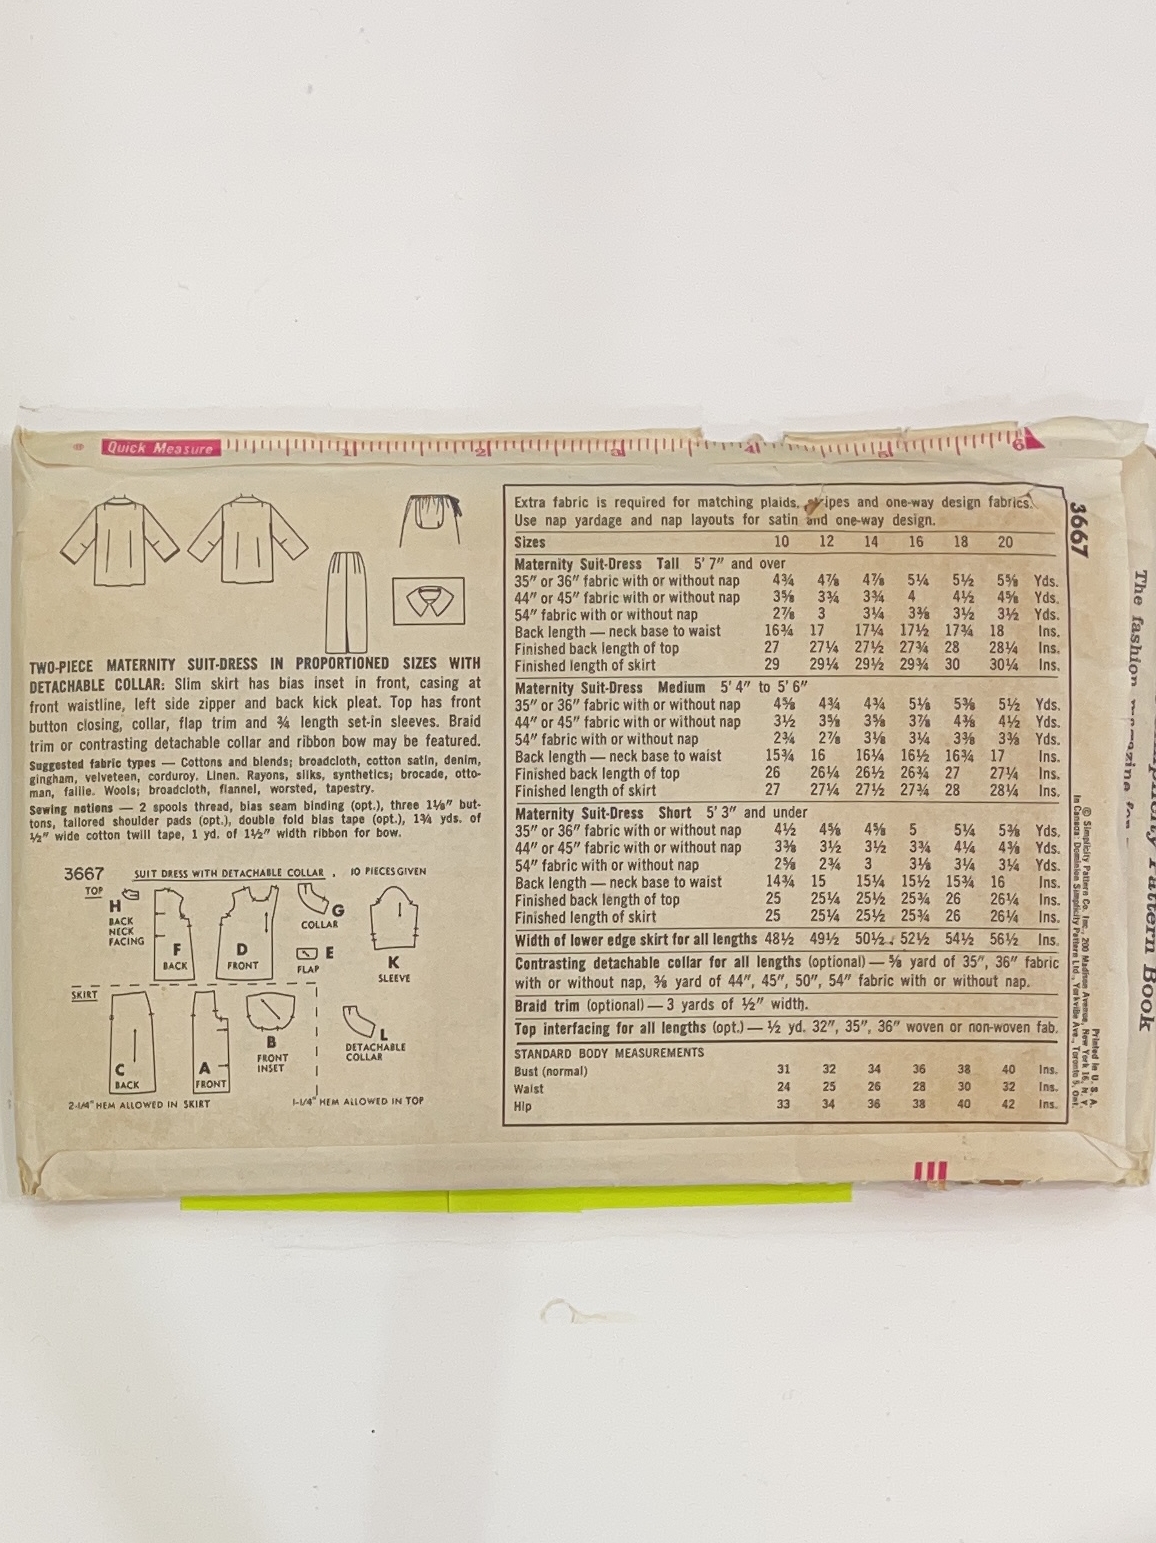 Quick Measure
1 2 3 4 5 6
TWO-PIECE MATERNITY SUIT-DRESS IN PROPORTIONED SIZES WITH
DETACHABLE COLLAR: Slim skirt has bias inset in front, casing at
front waistline, left side zipper and back kick pleat. Top has front
button closing, collar, flap trim and ¾ length set-in sleeves. Braid
trim or contrasting detachable collar and ribbon bow may be featured.
Suggested fabric types — Cottons and blends; broadcloth, cotton satin, denim,
gingham, velveteen, corduroy. Linen. Rayons, silks, synthetics; brocade, otto-
man, faille. Wools; broadcloth, flannel, worsted, tapestry.
Sewing notions — 2 spools thread, bias seam binding (opt.), three 1⅛" but-
tons, tailored shoulder pads (opt.), double fold bias tape (opt.), 1¾ yds. of
½" wide cotton twill tape, 1 yd. of 1½" width ribbon for bow.
3667 SUIT DRESS WITH DETACHABLE COLLAR . 10 PIECES GIVEN
TOP
H
BACK
NECK
FACING
F
BACK
D
FRONT
G
COLLAR
E
FLAP
K
SLEEVE
SKIRT
C
BACK
A
FRONT
B
FRONT
INSET
L
DETACHABLE
COLLAR
2-1/4" HEM ALLOWED IN SKIRT
1-1/4" HEM ALLOWED IN TOP
Extra fabric is required for matching plaids, stripes and one-way design fabrics.
Use nap yardage and nap layouts for satin and one-way design.
Sizes 10 12 14 16 18 20
Maternity Suit-Dress Tall 5' 7" and over
35" or 36" fabric with or without nap 4¾ 4⅞ 4⅞ 5¼ 5½ 5⅝ Yds.
44" or 45" fabric with or without nap 3⅝ 3¾ 3¾ 4 4½ 4⅝ Yds.
54" fabric with or without nap 2⅞ 3 3¼ 3⅜ 3½ 3½ Yds.
Back length — neck base to waist 16¾ 17 17¼ 17½ 17¾ 18 Ins.
Finished back length of top 27 27¼ 27½ 27¾ 28 28¼ Ins.
Finished length of skirt 29 29¼ 29½ 29¾ 30 30¼ Ins.
Maternity Suit-Dress Medium 5' 4" to 5' 6"
35" or 36" fabric with or without nap 4⅝ 4¾ 4¾ 5⅛ 5⅜ 5½ Yds.
44" or 45" fabric with or without nap 3½ 3⅝ 3⅝ 3⅞ 4⅜ 4½ Yds.
54" fabric with or without nap 2¾ 2⅞ 3⅛ 3¼ 3⅜ 3⅜ Yds.
Back length — neck base to waist 15¾ 16 16¼ 16½ 16¾ 17 Ins.
Finished back length of top 26 26¼ 26½ 26¾ 27 27¼ Ins.
Finished length of skirt 27 27¼ 27½ 27¾ 28 28¼ Ins.
Maternity Suit-Dress Short 5' 3" and under
35" or 36" fabric with or without nap 4½ 4⅝ 4⅝ 5 5¼ 5⅜ Yds.
44" or 45" fabric with or without nap 3⅜ 3½ 3½ 3¾ 4¼ 4⅜ Yds.
54" fabric with or without nap 2⅝ 2¾ 3 3⅛ 3¼ 3¼ Yds.
Back length — neck base to waist 14¾ 15 15¼ 15½ 15¾ 16 Ins.
Finished back length of top 25 25¼ 25½ 25¾ 26 26¼ Ins.
Finished length of skirt 25 25¼ 25½ 25¾ 26 26¼ Ins.
Width of lower edge skirt for all lengths 48½ 49½ 50½ 52½ 54½ 56½ Ins.
Contrasting detachable collar for all lengths (optional) — ⅝ yard of 35", 36" fabric
with or without nap, ⅜ yard of 44", 45", 50", 54" fabric with or without nap.
Braid trim (optional) — 3 yards of ½" width.
Top interfacing for all lengths (opt.) — ½ yd. 32", 35", 36" woven or non-woven fab.
STANDARD BODY MEASUREMENTS
Bust (normal) 31 32 34 36 38 40 Ins.
Waist 24 25 26 28 30 32 Ins.
Hip 33 34 36 38 40 42 Ins.
3667
© Simplicity Pattern Co. Inc., 200 Madison Avenue, New York 16, N. Y.
In Canada: Dominion Simplicity Pattern Ltd., Yorkville Ave., Toronto 5, Ont.
Printed in U. S. A.
The fashion magazine
Pattern Book